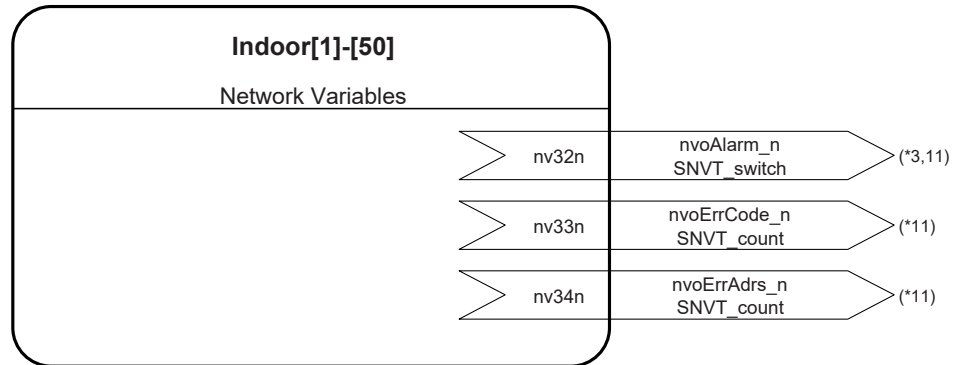 Indoor[1]-[50]
Network Variables
nv32n
nvoAlarm_n
SNVT_switch
(*3,11)
nv33n
nvoErrCode_n
SNVT_count
(*11)
nv34n
nvoErrAdrs_n
SNVT_count
(*11)